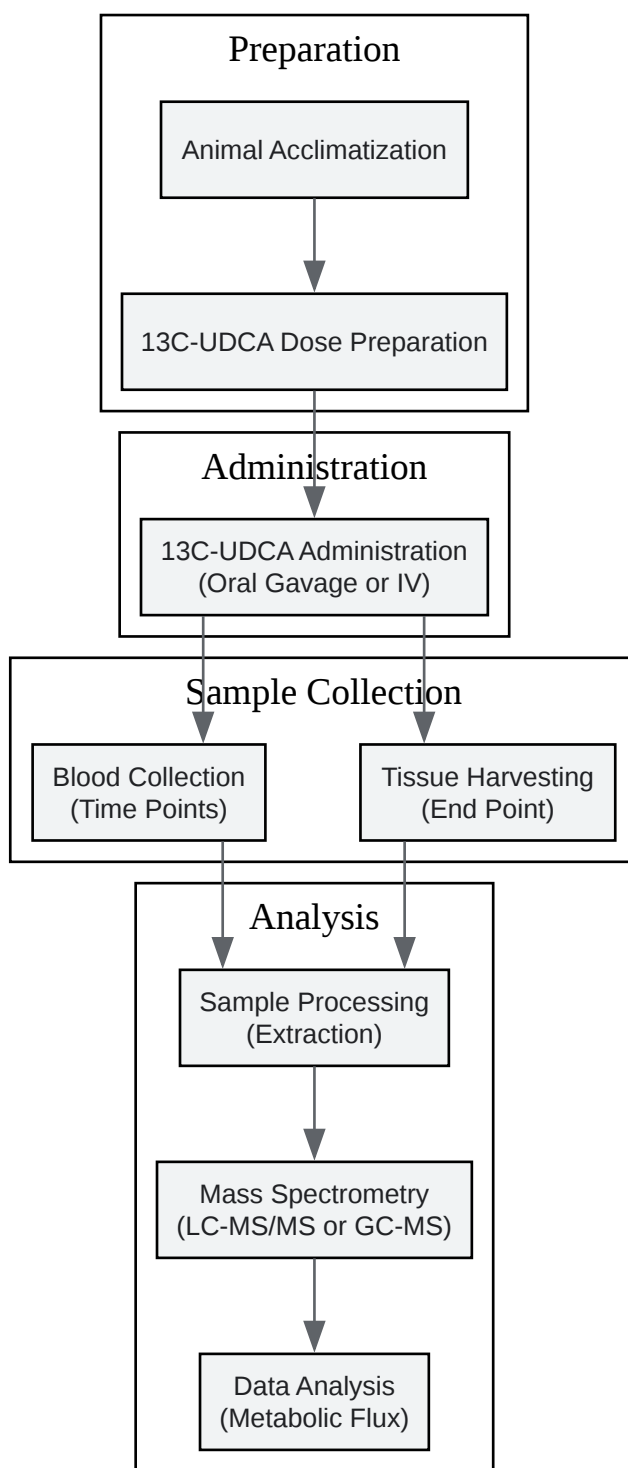 Preparation
Animal Acclimatization
13C-UDCA Dose Preparation
Administration
13C-UDCA Administration
(Oral Gavage or IV)
Sample Collection
Blood Collection
(Time Points)
Tissue Harvesting
(End Point)
Analysis
Sample Processing
(Extraction)
Mass Spectrometry
(LC-MS/MS or GC-MS)
Data Analysis
(Metabolic Flux)